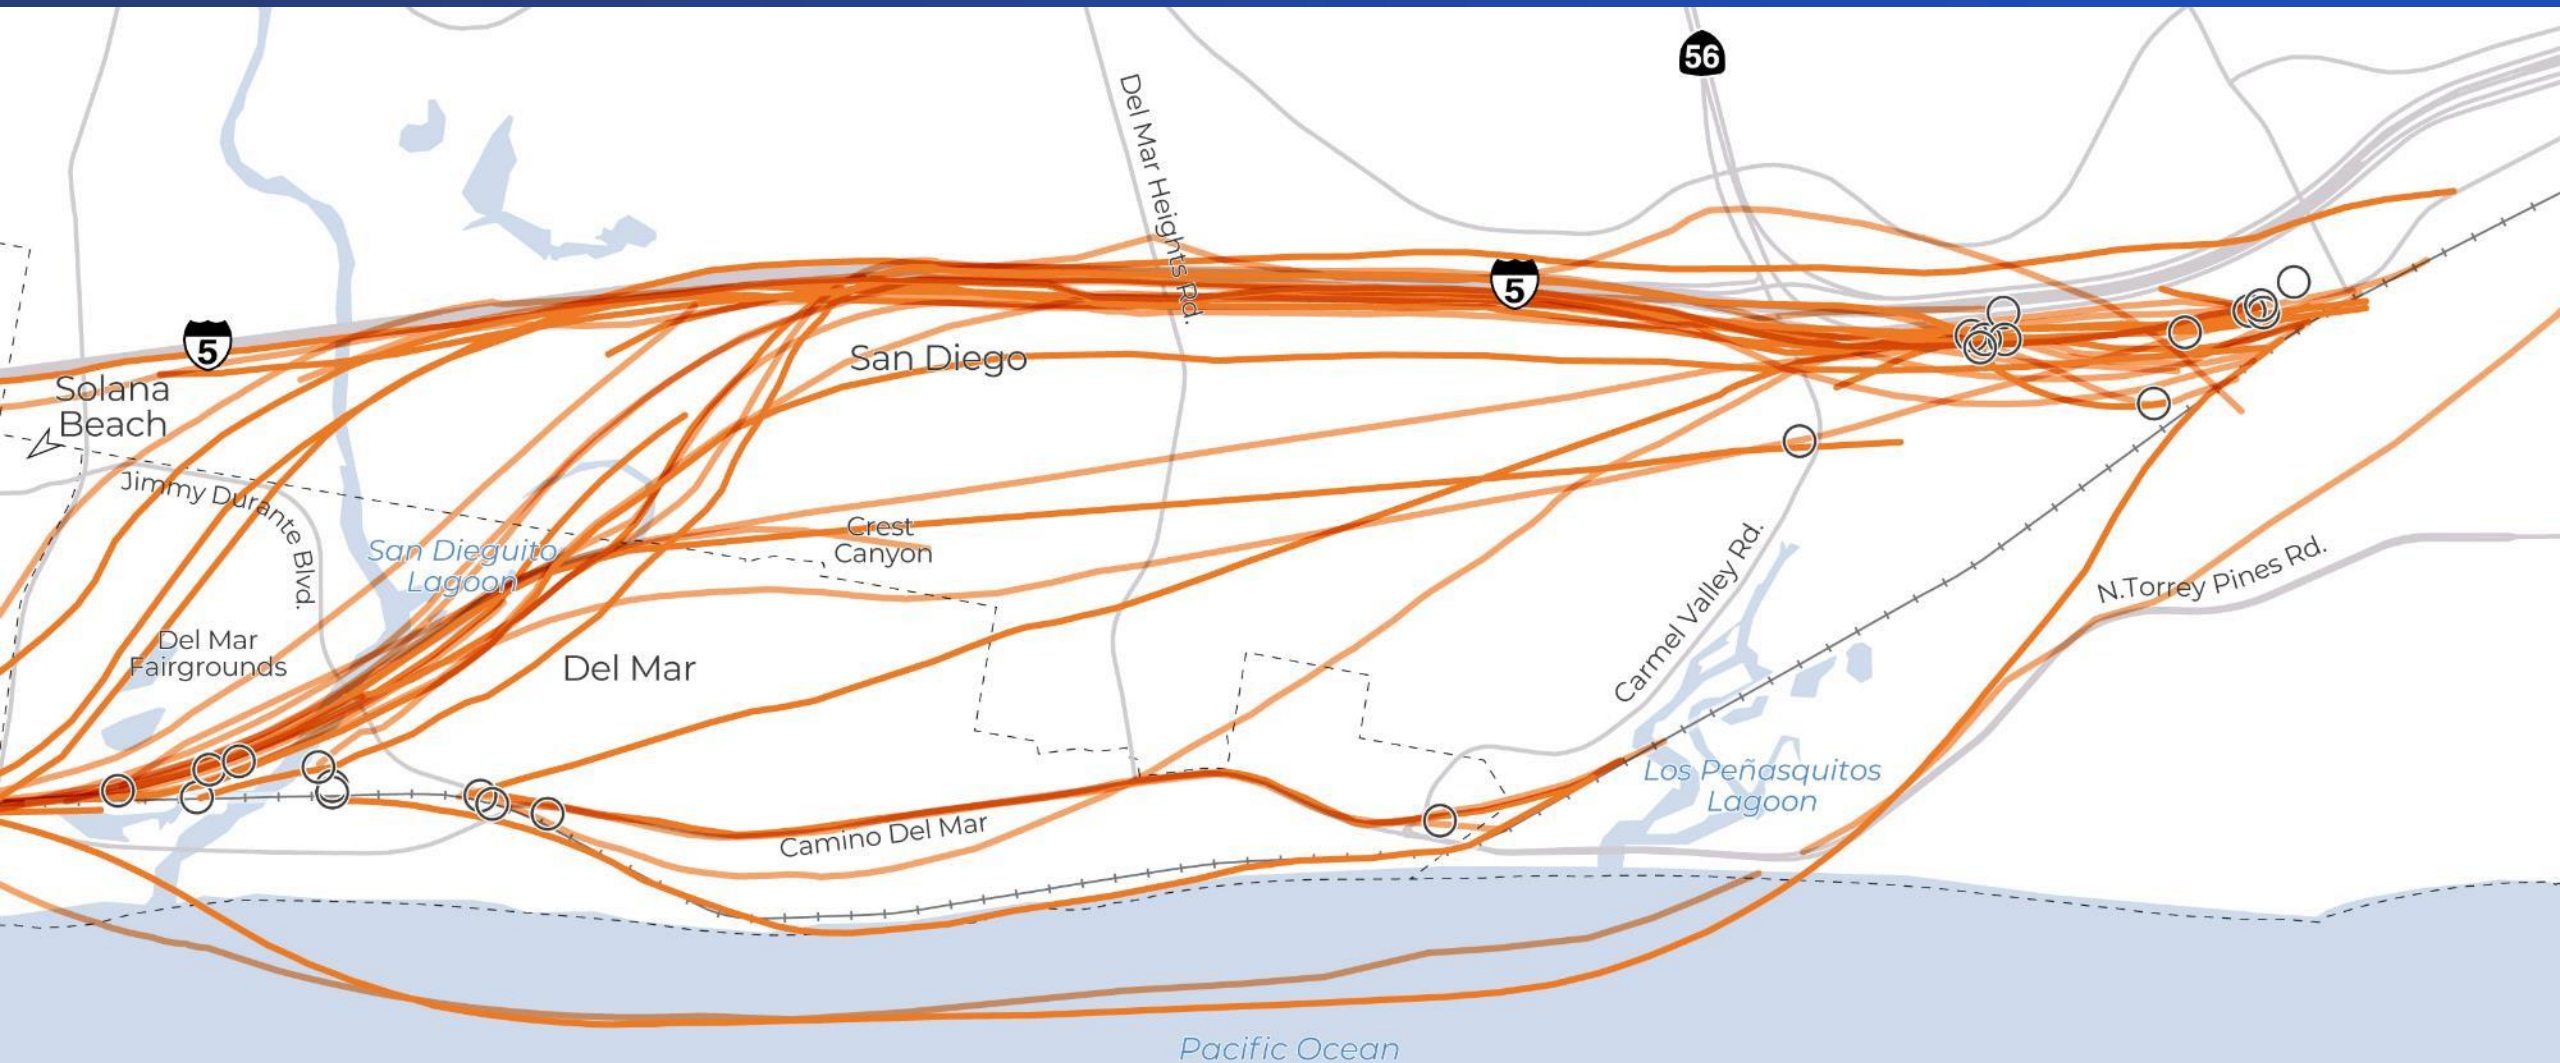 56
Del Mar Heights Rd.
5
5
San Diego
Solana
Beach
Jimmy Durante Blvd.
Crest
Canyon
San Dieguito
Lagoon
Carmel Valley Rd.
N.Torrey Pines Rd.
Del Mar
Fairgrounds
Del Mar
Los Peñasquitos
Lagoon
Camino Del Mar
Pacific Ocean